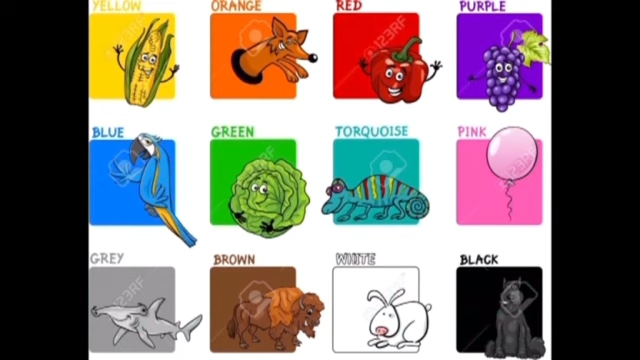 YELLOW ORANGE RED PURPLE
BLUE GREEN TORQUOISE PINK
GREY BROWN WHITE BLACK